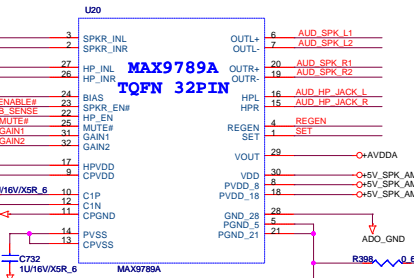 U20
3 SPKR_INL OUTL+ 6 AUD_SPK_L1
2 SPKR_INR OUTL- 7 AUD_SPK_L2
27 HP_INL OUTR+ 20 AUD_SPK_R1
26 HP_INR OUTR- 19 AUD_SPK_R2
MAX9789A
TQFN 32PIN
24 BIAS HPL 16 AUD_HP_JACK_L
ENABLE# 23 SPKR_EN# HPR 15 AUD_HP_JACK_R
B_SENSE 22 HP_EN
MUTE# 25 MUTE# REGEN 4 REGEN
GAIN1 31 GAIN1 SET 1 SET
GAIN2 32 GAIN2
VOUT 29 +AVDDA
17 HPVDD
9 CPVDD VDD 30 +5V_SPK_AM
PVDD_8 8 +5V_SPK_AM
U/16V/X5R_6 10 C1P PVDD_18 18 +5V_SPK_AM
12 C1N
11 CPGND GND_28 28
PGND_5 5
14 PVSS PGND_21 21
13 CPVSS ADO_GND
C732 R398 0_6
1U/16V/X5R_6 MAX9789A